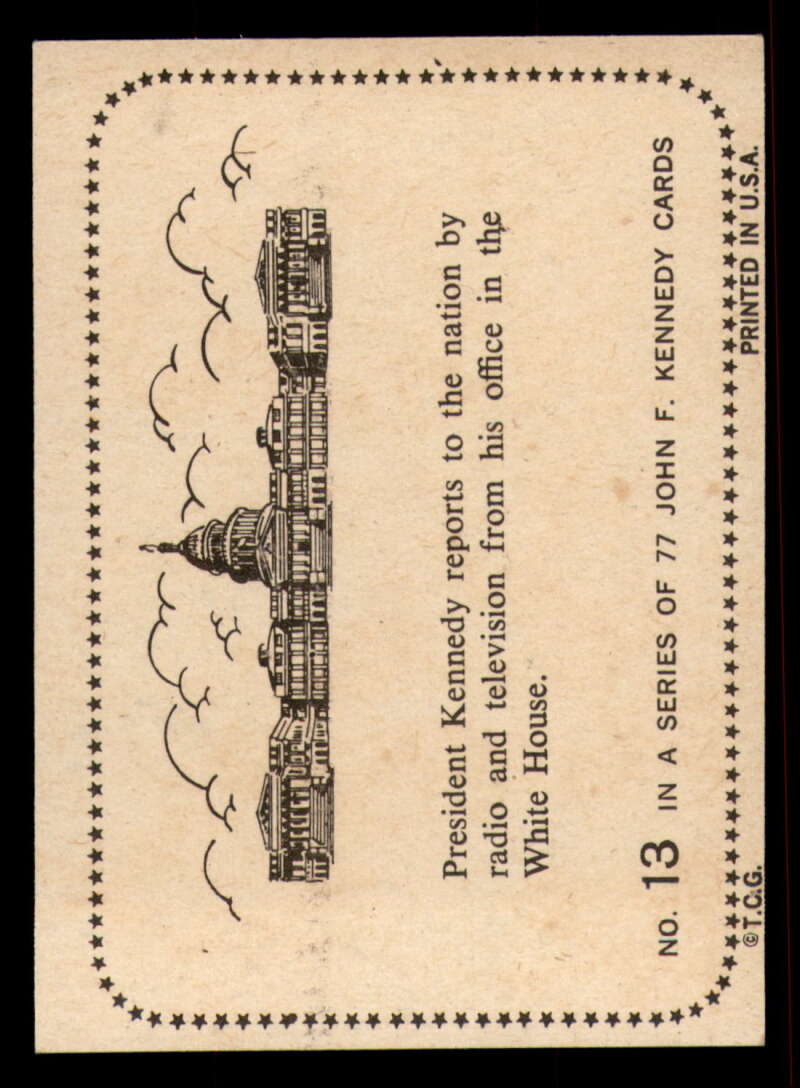 President Kennedy reports to the nation by
radio and television from his office in the
White House.
NO. 13 IN A SERIES OF 77 JOHN F. KENNEDY CARDS
©T.C.G. PRINTED IN U.S.A.